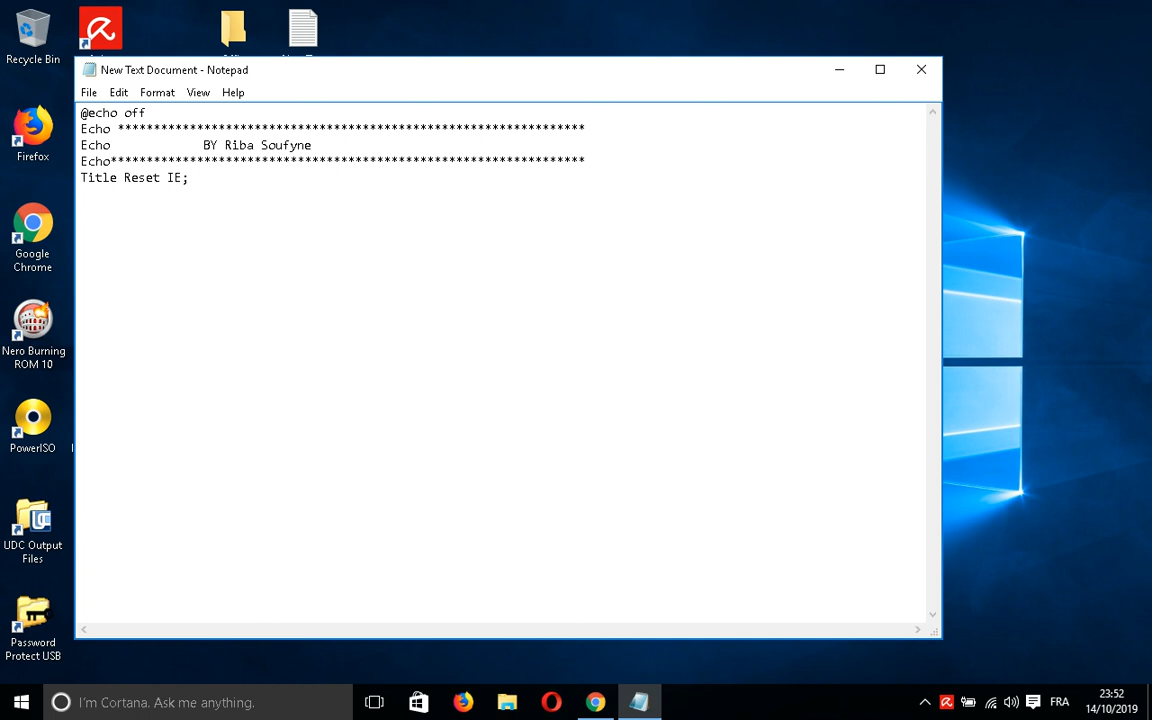 Recycle Bin
New Text Document - Notepad
File Edit Format View Help
@echo off
Echo *****************************************************************
Echo             BY Riba Soufyne
Echo******************************************************************
Title Reset IE;
Firefox
Google
Chrome
Nero Burning
ROM 10
PowerISO
UDC Output
Files
Password
Protect USB
I'm Cortana. Ask me anything.
FRA
23:52
14/10/2019